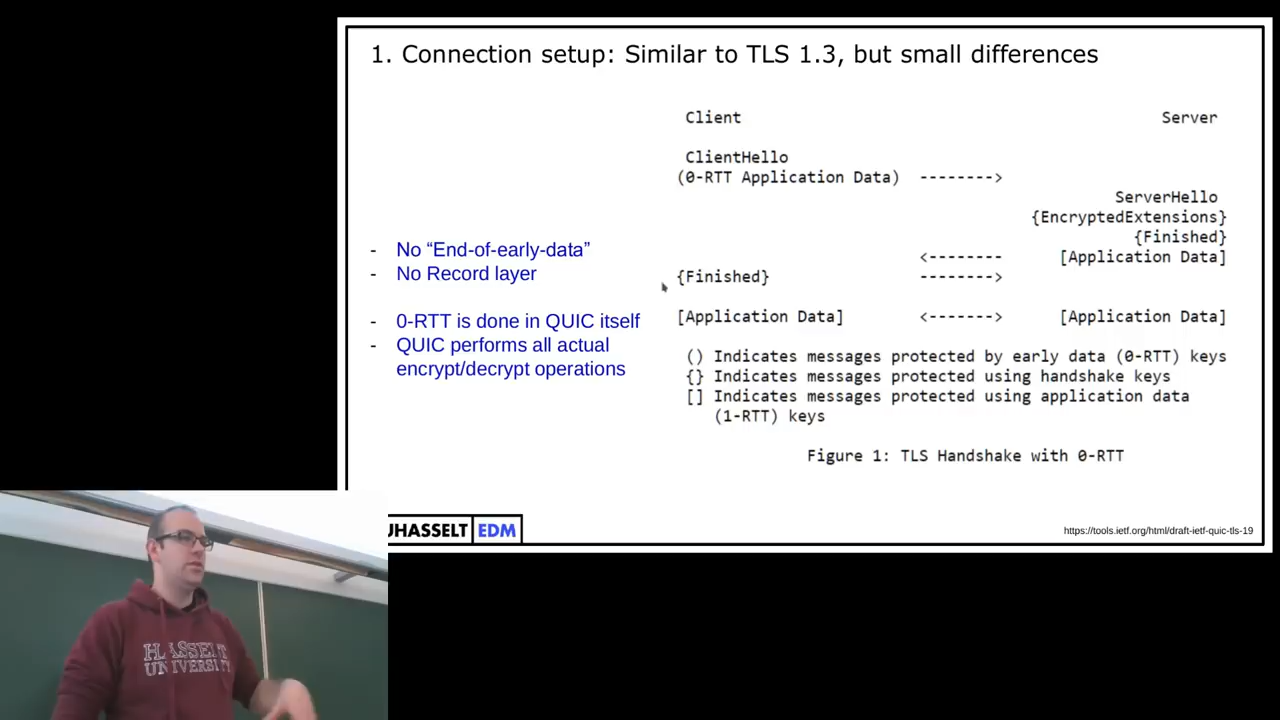 1. Connection setup: Similar to TLS 1.3, but small differences
- No “End-of-early-data”
- No Record layer
- 0-RTT is done in QUIC itself
- QUIC performs all actual
encrypt/decrypt operations
Client Server
ClientHello
(0-RTT Application Data) -------->
ServerHello
{EncryptedExtensions}
{Finished}
<-------- [Application Data]
{Finished} -------->
[Application Data] <-------> [Application Data]
() Indicates messages protected by early data (0-RTT) keys
{} Indicates messages protected using handshake keys
[] Indicates messages protected using application data
(1-RTT) keys
Figure 1: TLS Handshake with 0-RTT
UHASSELT EDM
https://tools.ietf.org/html/draft-ietf-quic-tls-19
HASSELT
UNIVERSITY